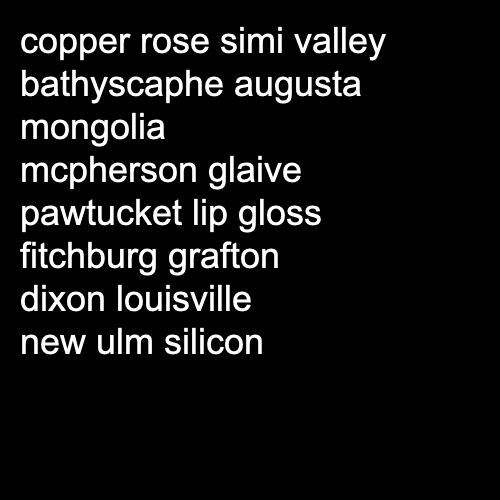 copper rose simi valley
bathyscaphe augusta
mongolia
mcpherson glaive
pawtucket lip gloss
fitchburg grafton
dixon louisville
new ulm silicon